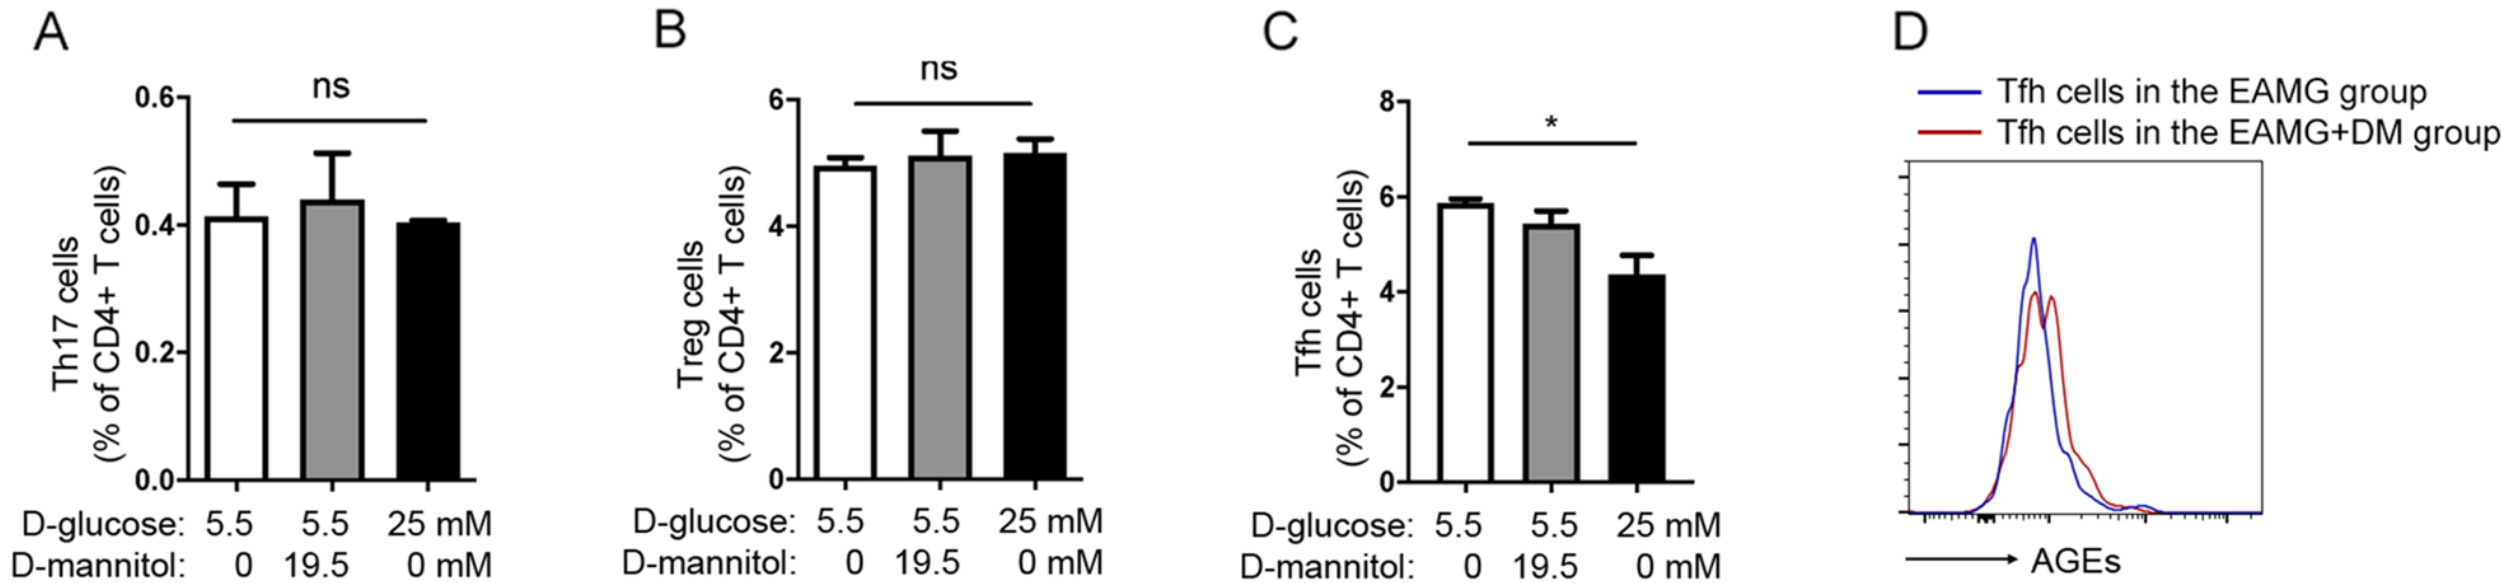 A
ns
0.6
0.4
0.2
0.0
Th17 cells
(% of CD4+ T cells)
D-glucose: 5.5 5.5 25 mM
D-mannitol: 0 19.5 0 mM
B
ns
6
4
2
0
Treg cells
(% of CD4+ T cells)
D-glucose: 5.5 5.5 25 mM
D-mannitol: 0 19.5 0 mM
C
*
8
6
4
2
0
Tfh cells
(% of CD4+ T cells)
D-glucose: 5.5 5.5 25 mM
D-mannitol: 0 19.5 0 mM
D
Tfh cells in the EAMG group
Tfh cells in the EAMG+DM group
AGEs